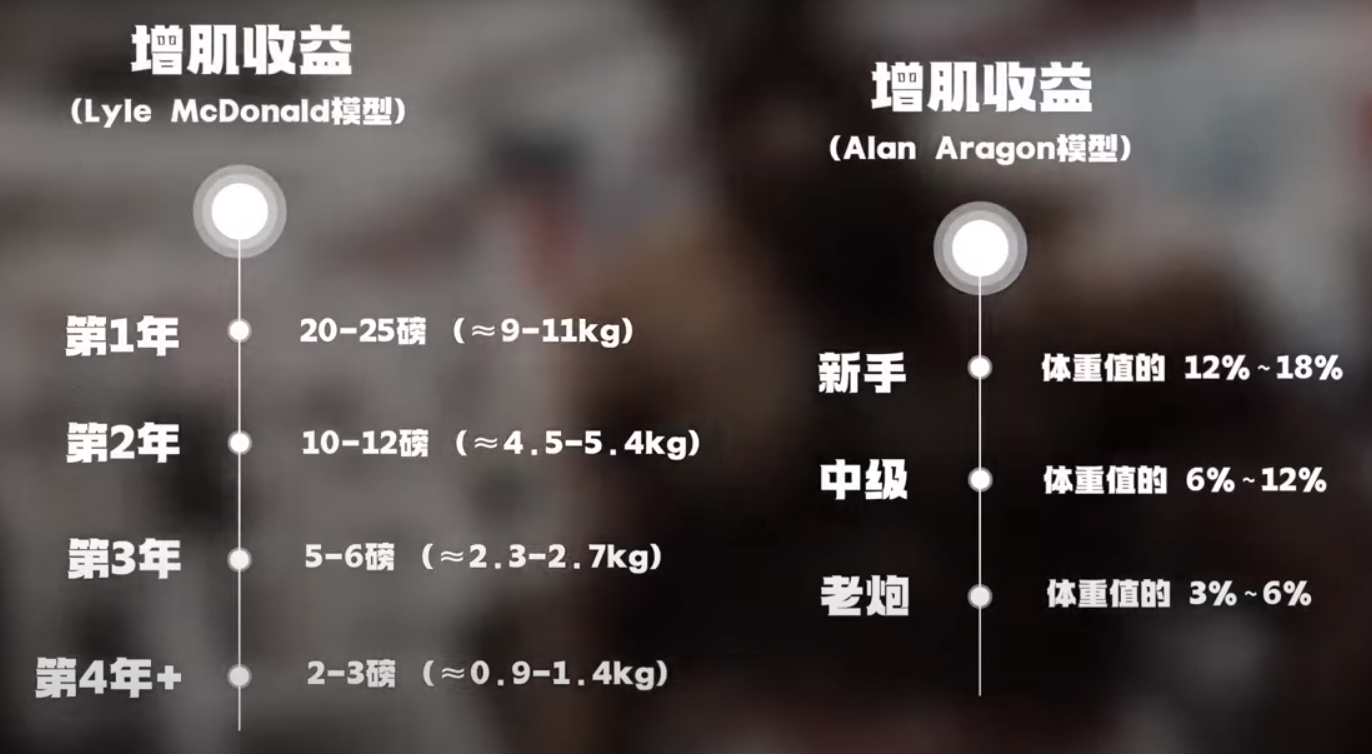 增肌收益
(Lyle McDonald模型)
第1年 20-25磅 (≈9-11kg)
第2年 10-12磅 (≈4.5-5.4kg)
第3年 5-6磅 (≈2.3-2.7kg)
第4年+ 2-3磅 (≈0.9-1.4kg)
增肌收益
(Alan Aragon模型)
新手 体重值的 12%~18%
中级 体重值的 6%~12%
老炮 体重值的 3%~6%